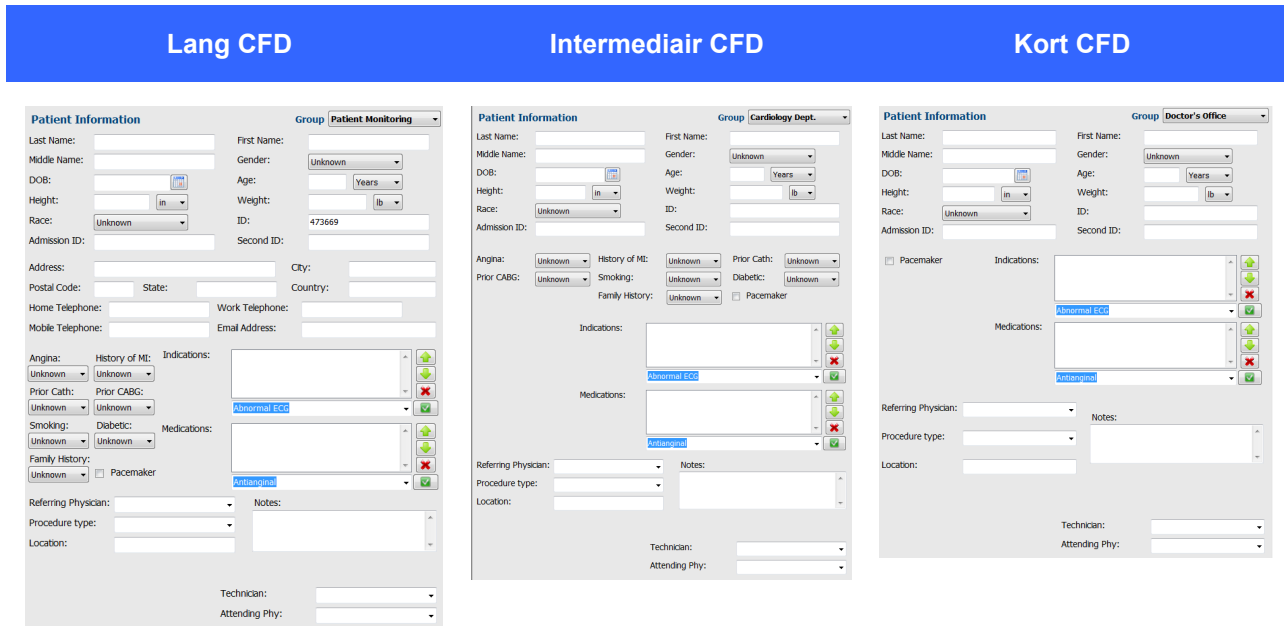 Lang CFD Intermediair CFD Kort CFD
Patient Information Group Patient Monitoring
Last Name: First Name:
Middle Name: Gender: Unknown
DOB: Age: Years
Height: in Weight: lb
Race: Unknown ID: 473669
Admission ID: Second ID:
Address: City:
Postal Code: State: Country:
Home Telephone: Work Telephone:
Mobile Telephone: Email Address:
Angina: History of MI: Indications:
Unknown Unknown
Prior Cath: Prior CABG:
Unknown Unknown Abnormal ECG
Smoking: Diabetic: Medications:
Unknown Unknown
Family History:
Unknown Pacemaker
Antianginal
Referring Physician: Notes:
Procedure type:
Location:
Technician:
Attending Phy:
Patient Information Group Cardiology Dept.
Last Name: First Name:
Middle Name: Gender: Unknown
DOB: Age: Years
Height: in Weight: lb
Race: Unknown ID:
Admission ID: Second ID:
Angina: Unknown History of MI: Unknown Prior Cath: Unknown
Prior CABG: Unknown Smoking: Unknown Diabetic: Unknown
Family History: Unknown Pacemaker
Indications:
Abnormal ECG
Medications:
Antianginal
Referring Physician: Notes:
Procedure type:
Location:
Technician:
Attending Phy:
Patient Information Group Doctor's Office
Last Name: First Name:
Middle Name: Gender: Unknown
DOB: Age: Years
Height: in Weight: lb
Race: Unknown ID:
Admission ID: Second ID:
Pacemaker Indications:
Abnormal ECG
Medications:
Antianginal
Referring Physician: Notes:
Procedure type:
Location:
Technician:
Attending Phy: